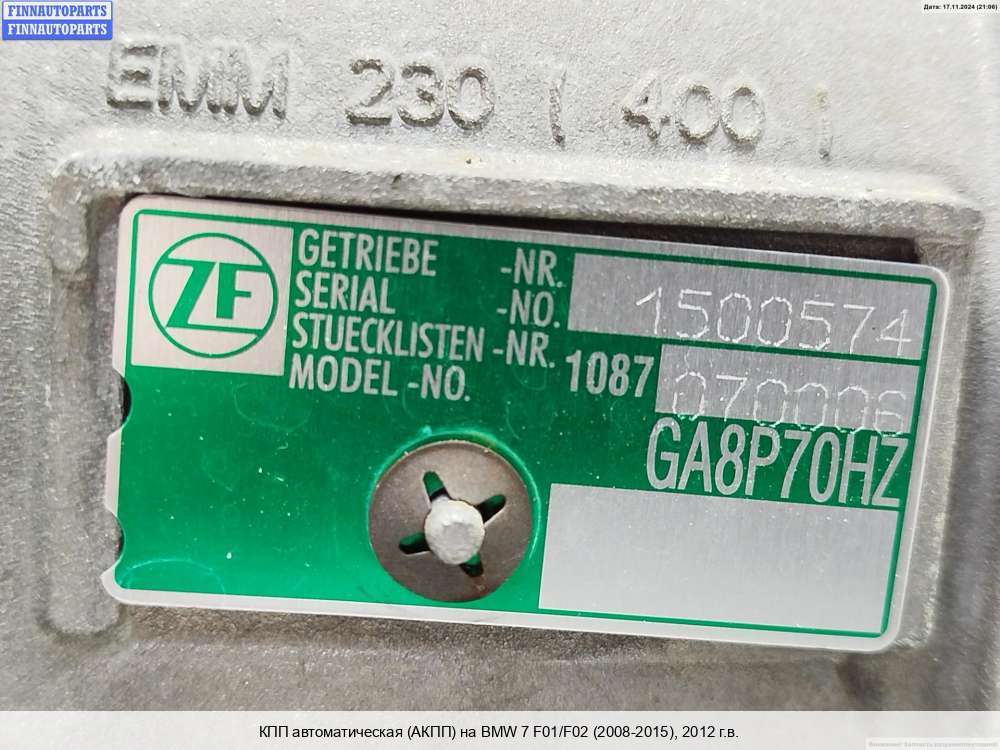 FINNAUTOPARTS
FINNAUTOPARTS
Дата: 17.11.2024 (21:06)
EMM 230 I 400 I
ZF
GETRIEBE -NR.
SERIAL -NO. 1500574
STUECKLISTEN -NR. 1087 070006
MODEL -NO.
GA8P70HZ
КПП автоматическая (АКПП) на BMW 7 F01/F02 (2008-2015), 2012 г.в.